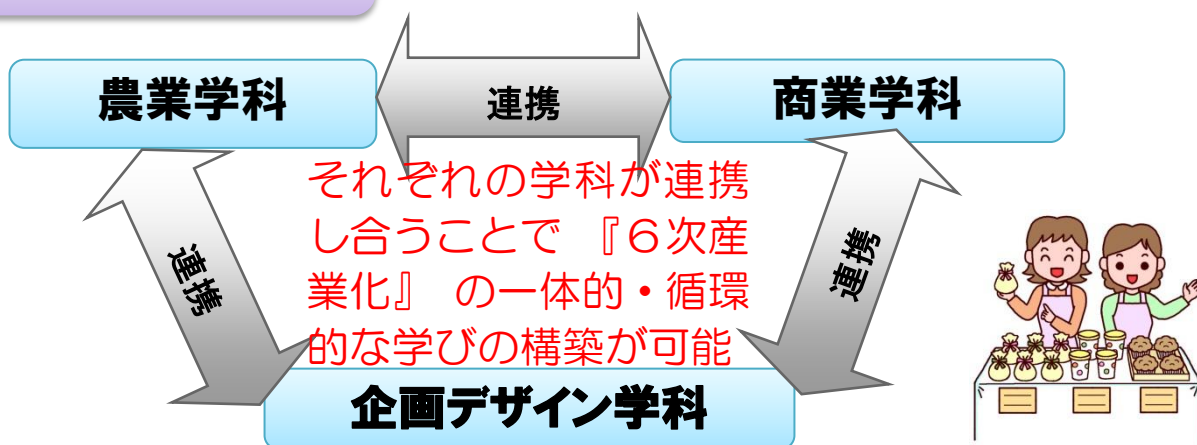 農業学科
連携
商業学科
それぞれの学科が連携
し合うことで 『６次産
業化』 の一体的・循環
的な学びの構築が可能
連携
連携
企画デザイン学科